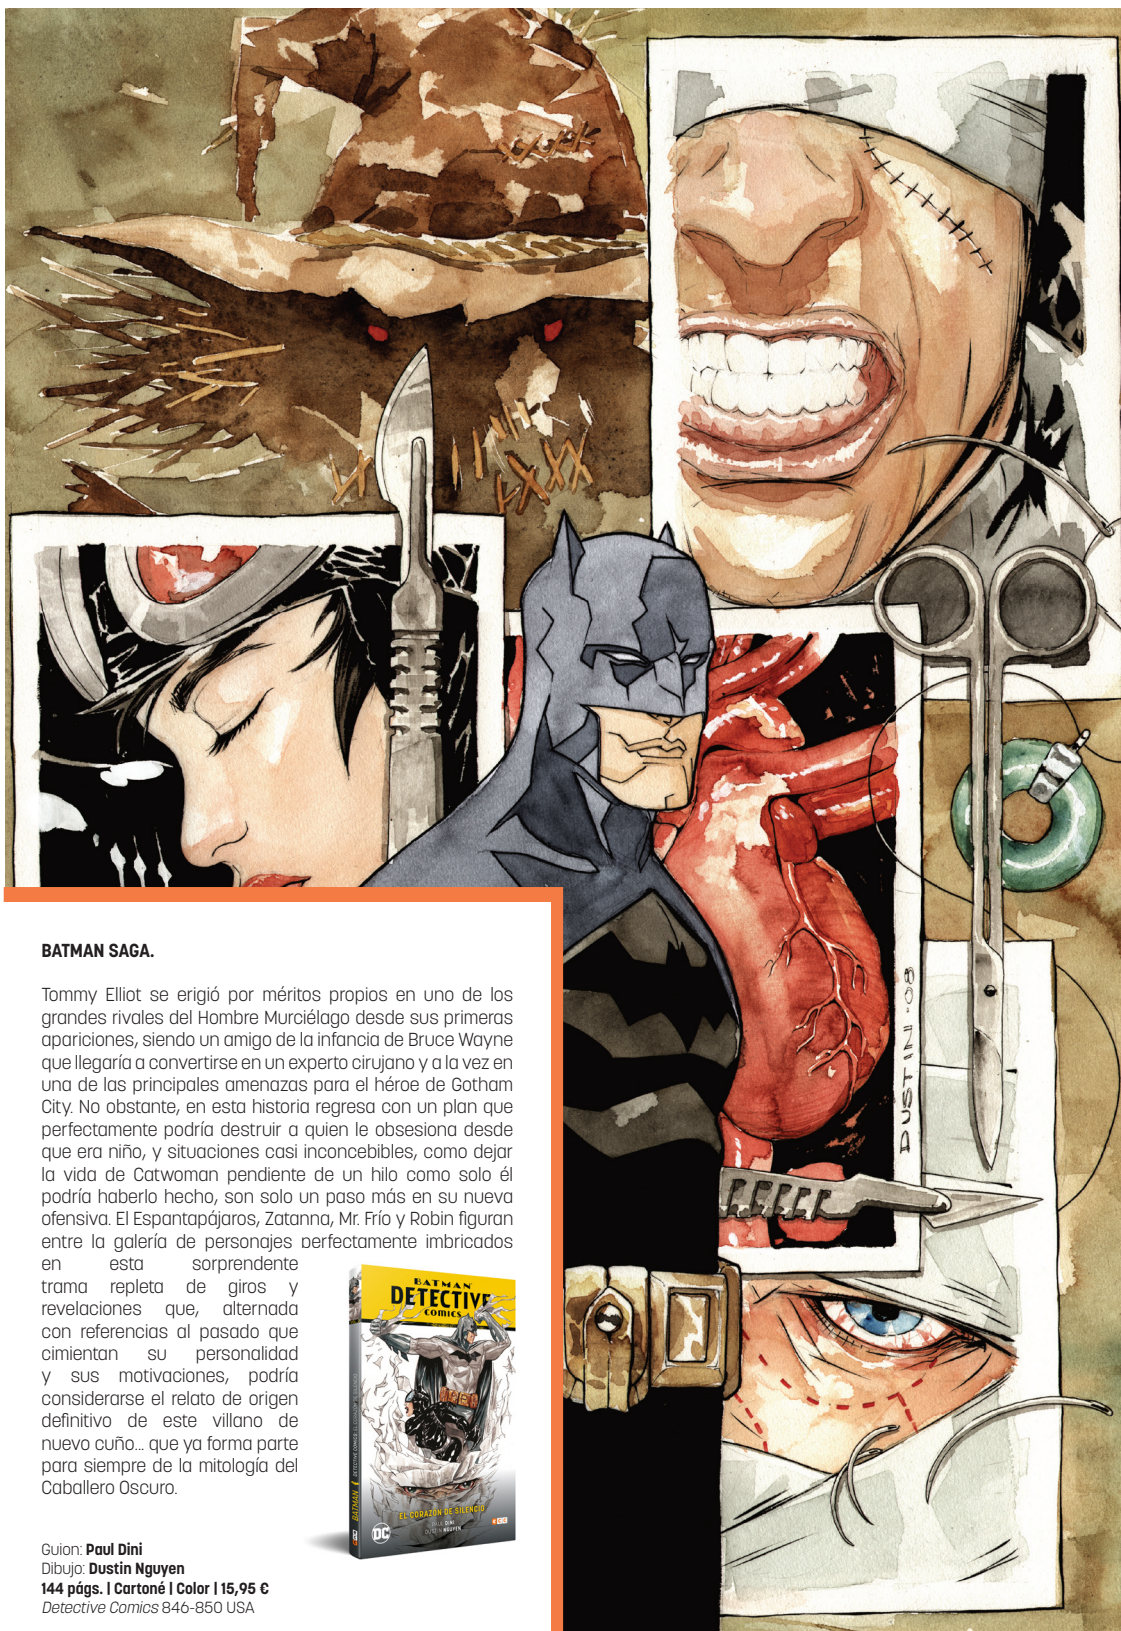 BATMAN SAGA.
Tommy Elliot se erigió por méritos propios en uno de los
grandes rivales del Hombre Murciélago desde sus primeras
apariciones, siendo un amigo de la infancia de Bruce Wayne
que llegaría a convertirse en un experto cirujano y a la vez en
una de las principales amenazas para el héroe de Gotham
City. No obstante, en esta historia regresa con un plan que
perfectamente podría destruir a quien le obsesiona desde
que era niño, y situaciones casi inconcebibles, como dejar
la vida de Catwoman pendiente de un hilo como solo él
podría haberlo hecho, son solo un paso más en su nueva
ofensiva. El Espantapájaros, Zatanna, Mr. Frío y Robin figuran
entre la galería de personajes perfectamente imbricados
en esta sorprendente
trama repleta de giros y
revelaciones que, alternada
con referencias al pasado que
cimientan su personalidad
y sus motivaciones, podría
considerarse el relato de origen
definitivo de este villano de
nuevo cuño... que ya forma parte
para siempre de la mitología del
Caballero Oscuro.
Guion: Paul Dini
Dibujo: Dustin Nguyen
144 págs. | Cartoné | Color | 15,95 €
Detective Comics 846-850 USA
BATMAN
DETECTIVE
COMICS
EL CORAZÓN DE SILENCIO
PAUL DINI
DUSTIN NGUYEN
DC
ECC
BATMAN
DUSTIN .08